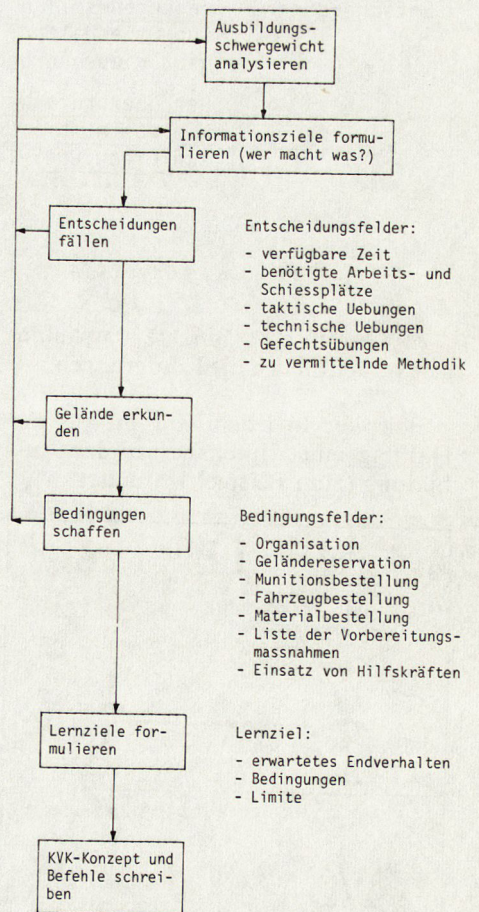 Ausbildungs-
schwergewicht
analysieren
Informationsziele formu-
lieren (wer macht was?)
Entscheidungen
fällen
Entscheidungsfelder:
- verfügbare Zeit
- benötigte Arbeits- und
Schiessplätze
- taktische Uebungen
- technische Uebungen
- Gefechtsübungen
- zu vermittelnde Methodik
Gelände erkun-
den
Bedingungen
schaffen
Bedingungsfelder:
- Organisation
- Geländereservation
- Munitionsbestellung
- Fahrzeugbestellung
- Materialbestellung
- Liste der Vorbereitungs-
massnahmen
- Einsatz von Hilfskräften
Lernziele for-
mulieren
Lernziel:
- erwartetes Endverhalten
- Bedingungen
- Limite
KVK-Konzept und
Befehle schrei-
ben